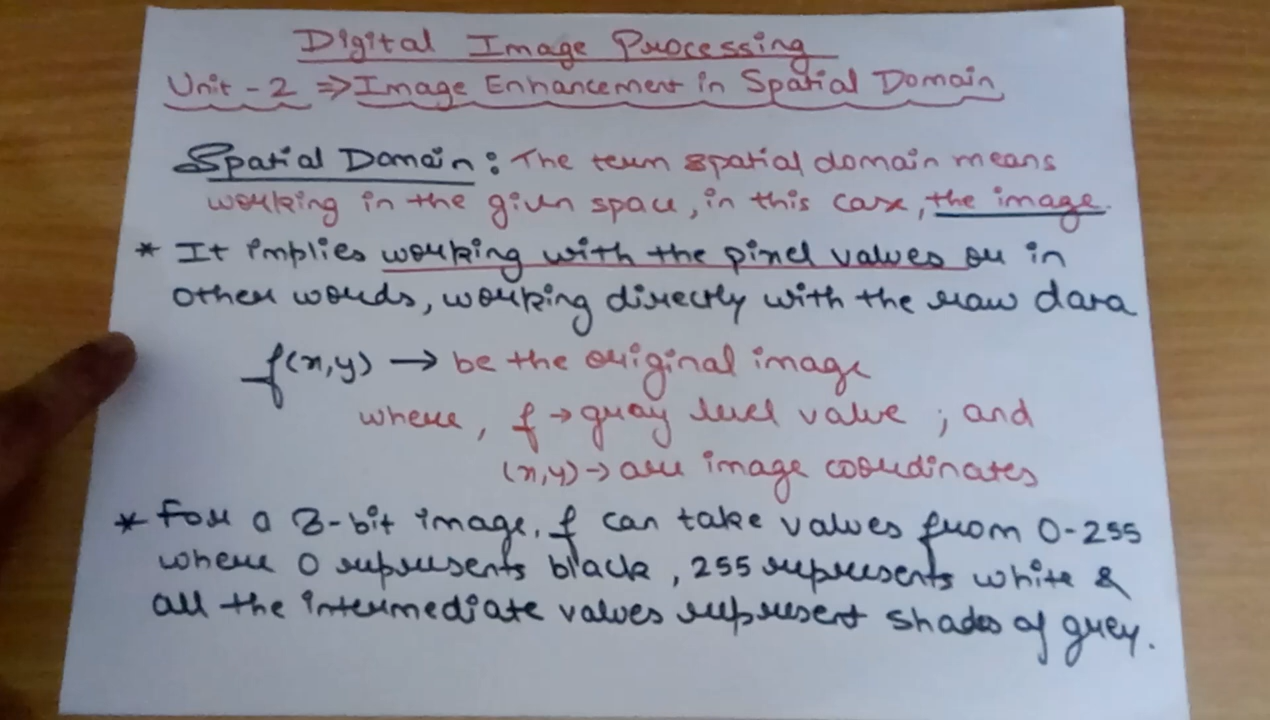 Digital Image Processing
Unit - 2 ⇒ Image Enhancement in Spatial Domain
Spatial Domain : The term spatial domain means
working in the given space, in this case, the image.
* It implies working with the pixel values or in
other words, working directly with the raw data
f(x,y) → be the original image
where, f → gray level value ; and
(x,y) → are image coordinates
* For a 8-bit image, f can take values from 0-255
where 0 represents black, 255 represents white &
all the intermediate values represent shades of grey.